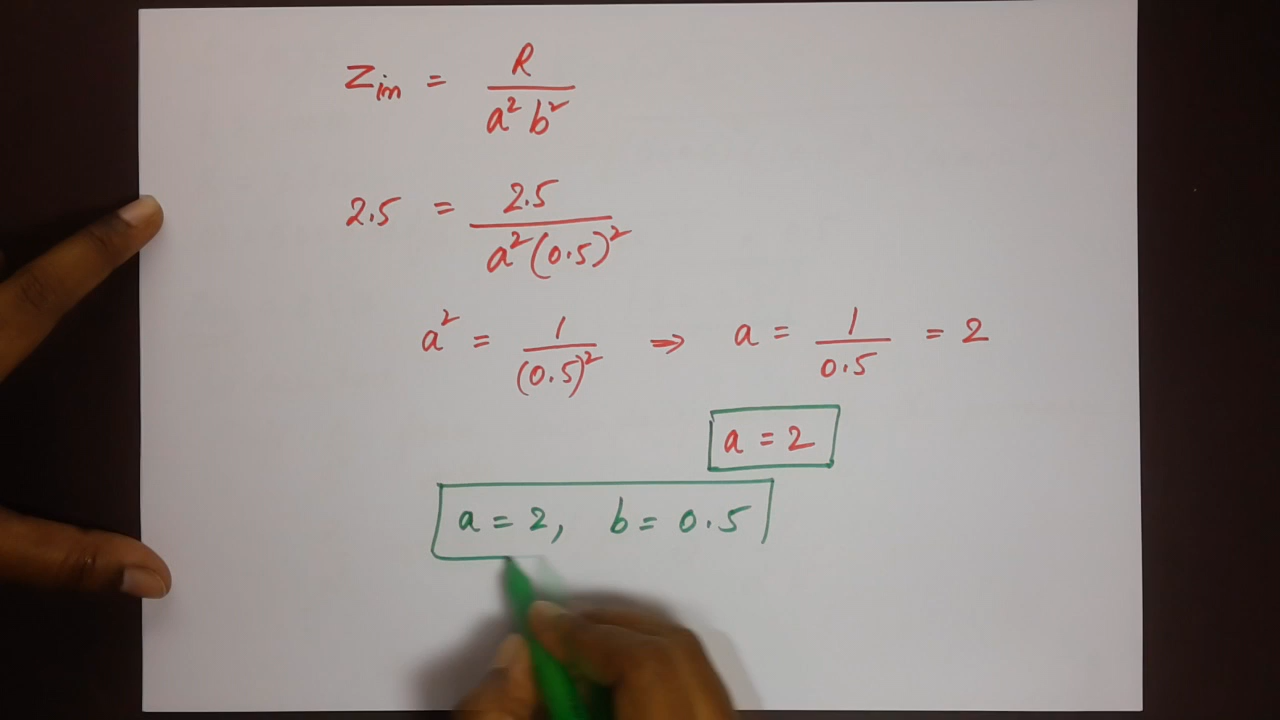 Zin = R / a² b²
2.5 = 2.5 / a² (0.5)²
a² = 1 / (0.5)² ⇒ a = 1 / 0.5 = 2
a = 2
a = 2, b = 0.5